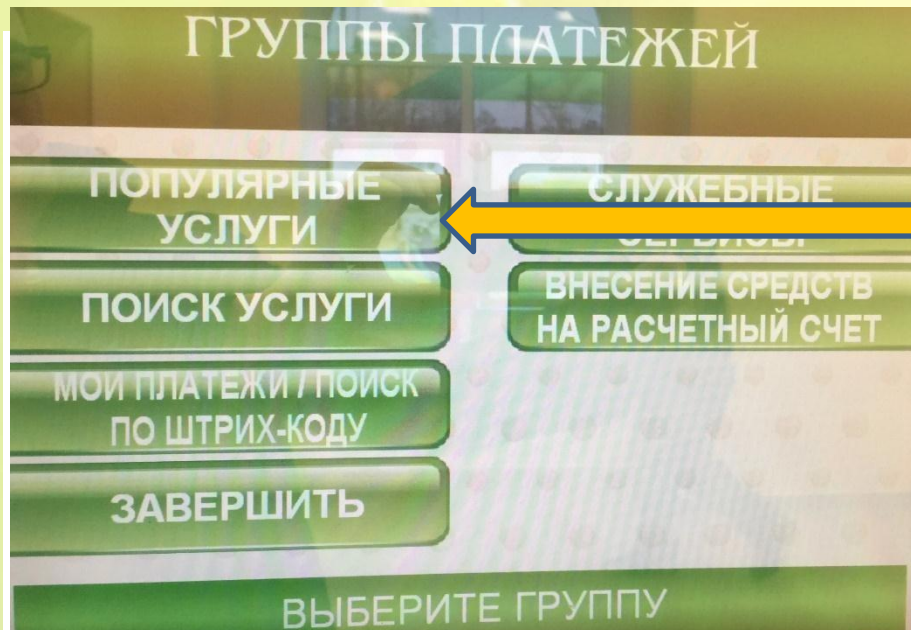 ГРУППЫ ПЛАТЕЖЕЙ
ПОПУЛЯРНЫЕ
УСЛУГИ
СЛУЖЕБНЫЕ
СЕРВИСЫ
ПОИСК УСЛУГИ
ВНЕСЕНИЕ СРЕДСТВ
НА РАСЧЕТНЫЙ СЧЕТ
МОИ ПЛАТЕЖИ / ПОИСК
ПО ШТРИХ-КОДУ
ЗАВЕРШИТЬ
ВЫБЕРИТЕ ГРУППУ